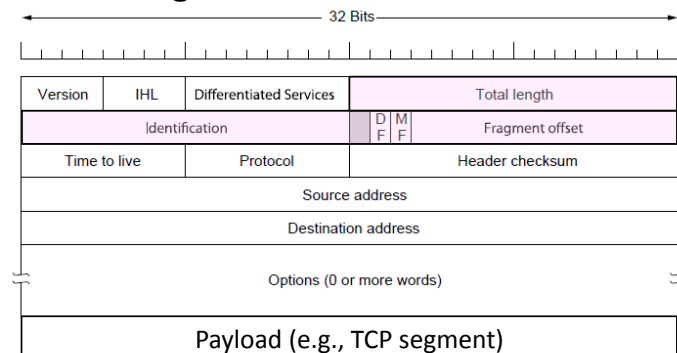 32 Bits
Version IHL Differentiated Services Total length
Identification D F M F Fragment offset
Time to live Protocol Header checksum
Source address
Destination address
Options (0 or more words)
Payload (e.g., TCP segment)